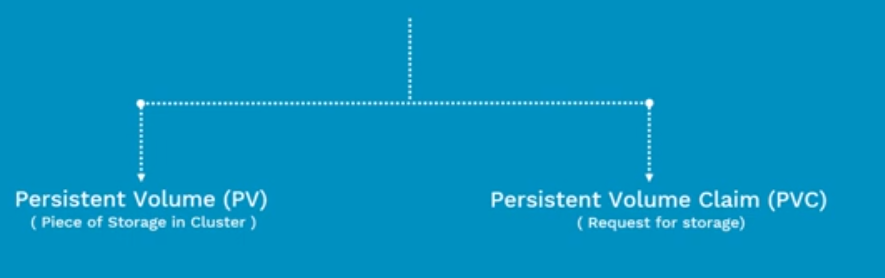 Persistent Volume (PV)
( Piece of Storage in Cluster )
Persistent Volume Claim (PVC)
( Request for storage)